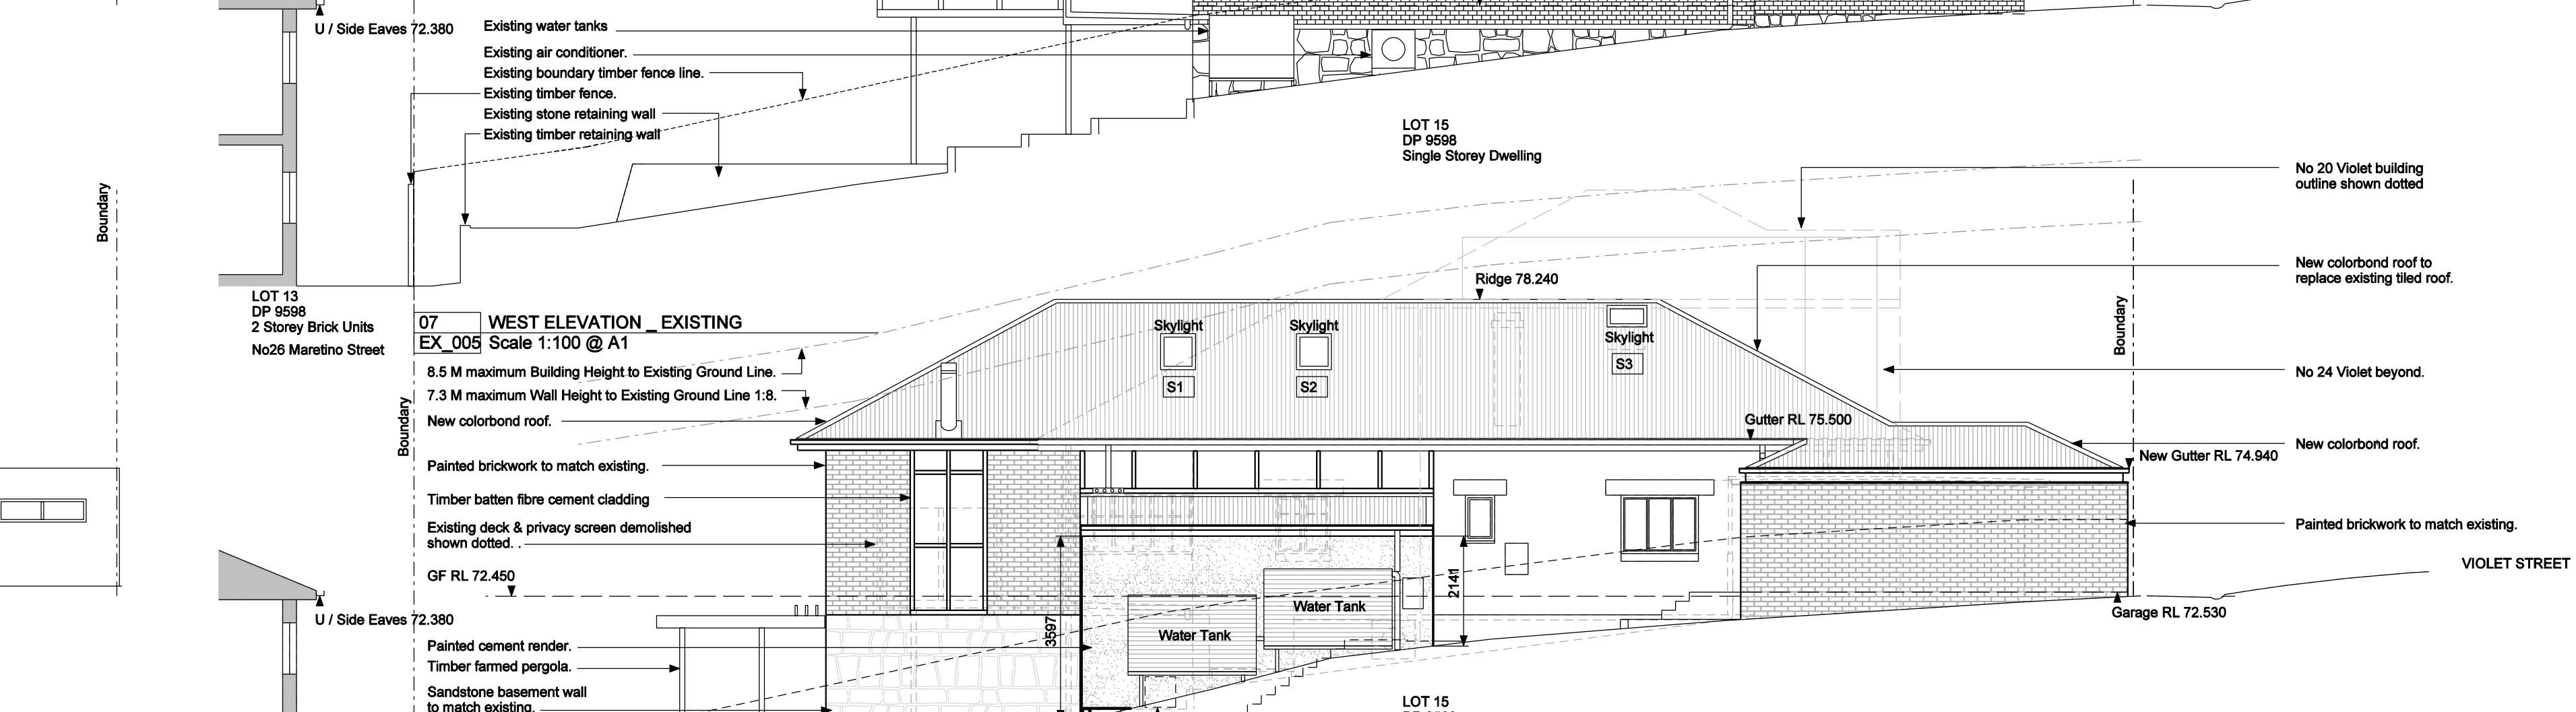 U / Side Eaves 72.380
Existing water tanks
Existing air conditioner.
Existing boundary timber fence line.
Existing timber fence.
Existing stone retaining wall
Existing timber retaining wall
LOT 15
DP 9598
Single Storey Dwelling
No 20 Violet building
outline shown dotted
Boundary
LOT 13
DP 9598
2 Storey Brick Units
No26 Maretino Street
07 WEST ELEVATION _ EXISTING
EX_005 Scale 1:100 @ A1
8.5 M maximum Building Height to Existing Ground Line.
7.3 M maximum Wall Height to Existing Ground Line 1:8.
New colorbond roof.
Boundary
Painted brickwork to match existing.
Timber batten fibre cement cladding
Existing deck & privacy screen demolished
shown dotted. .
GF RL 72.450
U / Side Eaves 72.380
Painted cement render.
Timber farmed pergola.
Sandstone basement wall
to match existing.
Ridge 78.240
Skylight
S1
Skylight
S2
Skylight
S3
Gutter RL 75.500
3597
Water Tank
Water Tank
2141
New colorbond roof to
replace existing tiled roof.
Boundary
No 24 Violet beyond.
New colorbond roof.
New Gutter RL 74.940
Painted brickwork to match existing.
VIOLET STREET
Garage RL 72.530
LOT 15